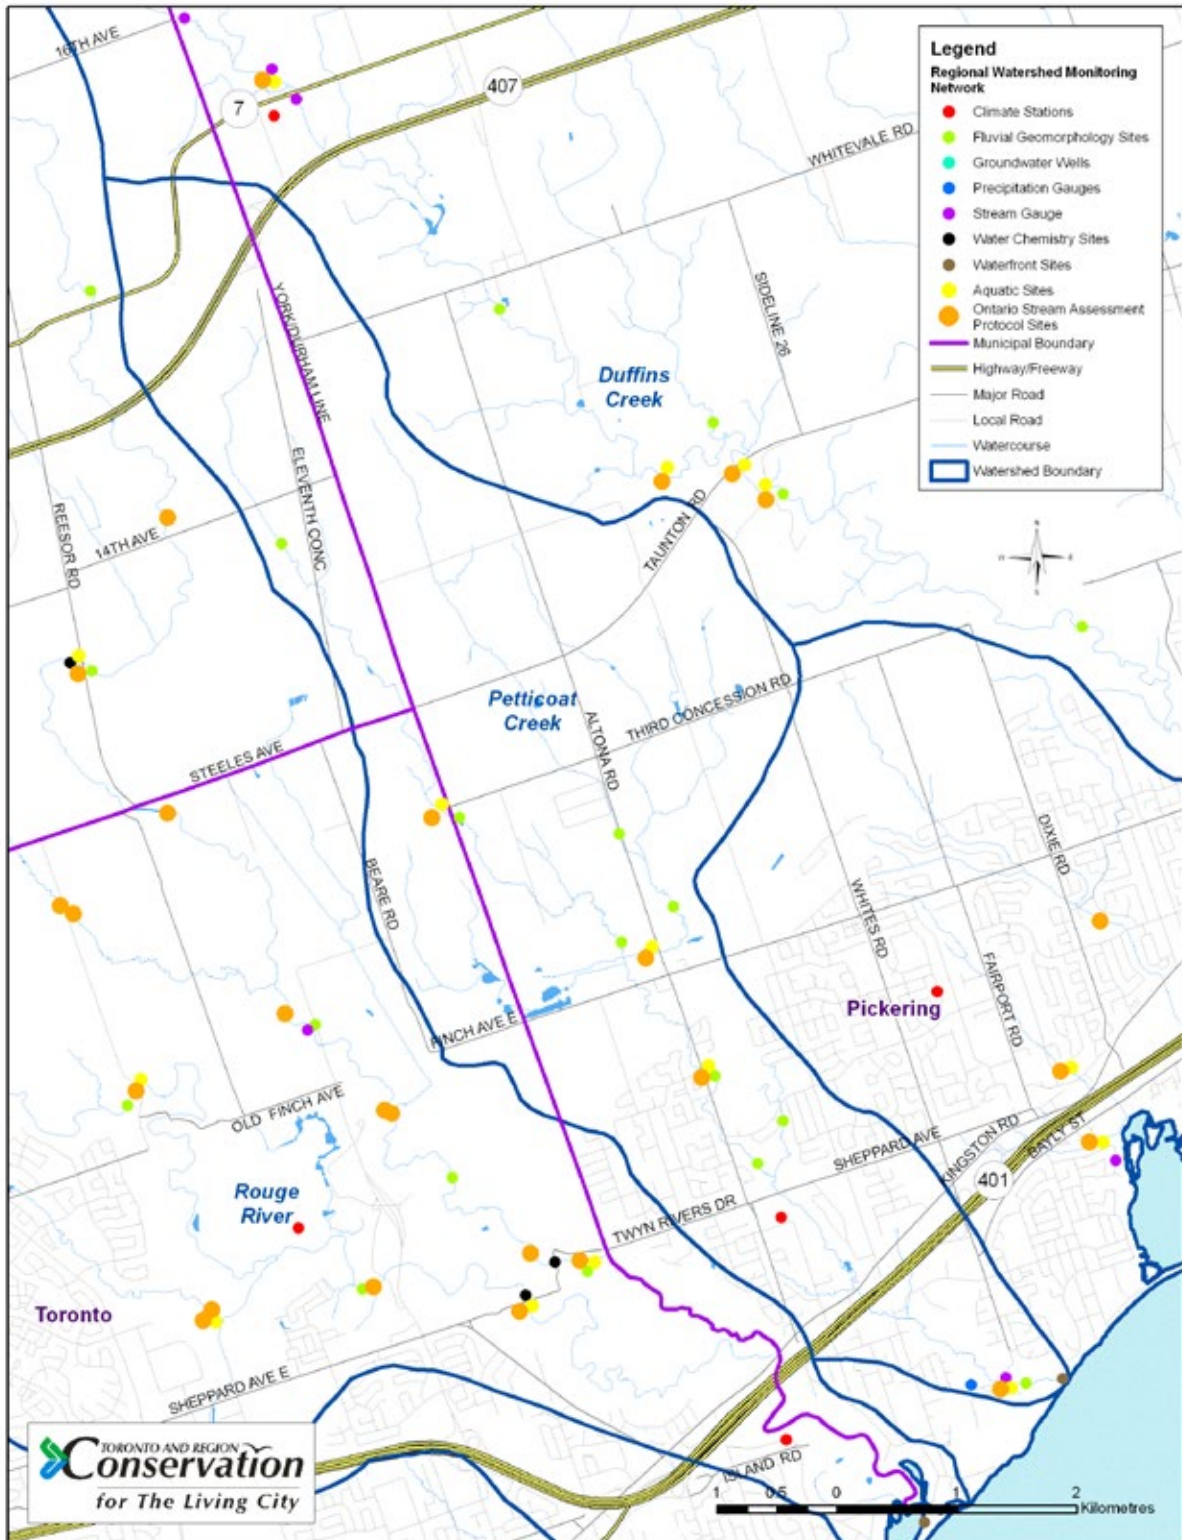 16TH AVE
7
407
WHITEVALE RD
YORK/DURHAM LINE
SIDELINE 26
Duffins
Creek
ELEVENTH CONC
REESOR RD
14TH AVE
TAUNTON RD
Petticoat
Creek
THIRD CONCESSION RD
ALTONA RD
STEELES AVE
DIXIE RD
BEARE RD
WHITES RD
FAIRPORT RD
Pickering
FINCH AVE E
OLD FINCH AVE
SHEPPARD AVE
KINGSTON RD
BAYLY ST
401
Rouge
River
TWYN RIVERS DR
Toronto
SHEPPARD AVE E
ISLAND RD
Legend
Regional Watershed Monitoring
Network
Climate Stations
Fluvial Geomorphology Sites
Groundwater Wells
Precipitation Gauges
Stream Gauge
Water Chemistry Sites
Waterfront Sites
Aquatic Sites
Ontario Stream Assessment
Protocol Sites
Municipal Boundary
Highway/Freeway
Major Road
Local Road
Watercourse
Watershed Boundary
N
W E
S
TORONTO AND REGION
Conservation
for The Living City
1 0.5 0 1 2
Kilometres